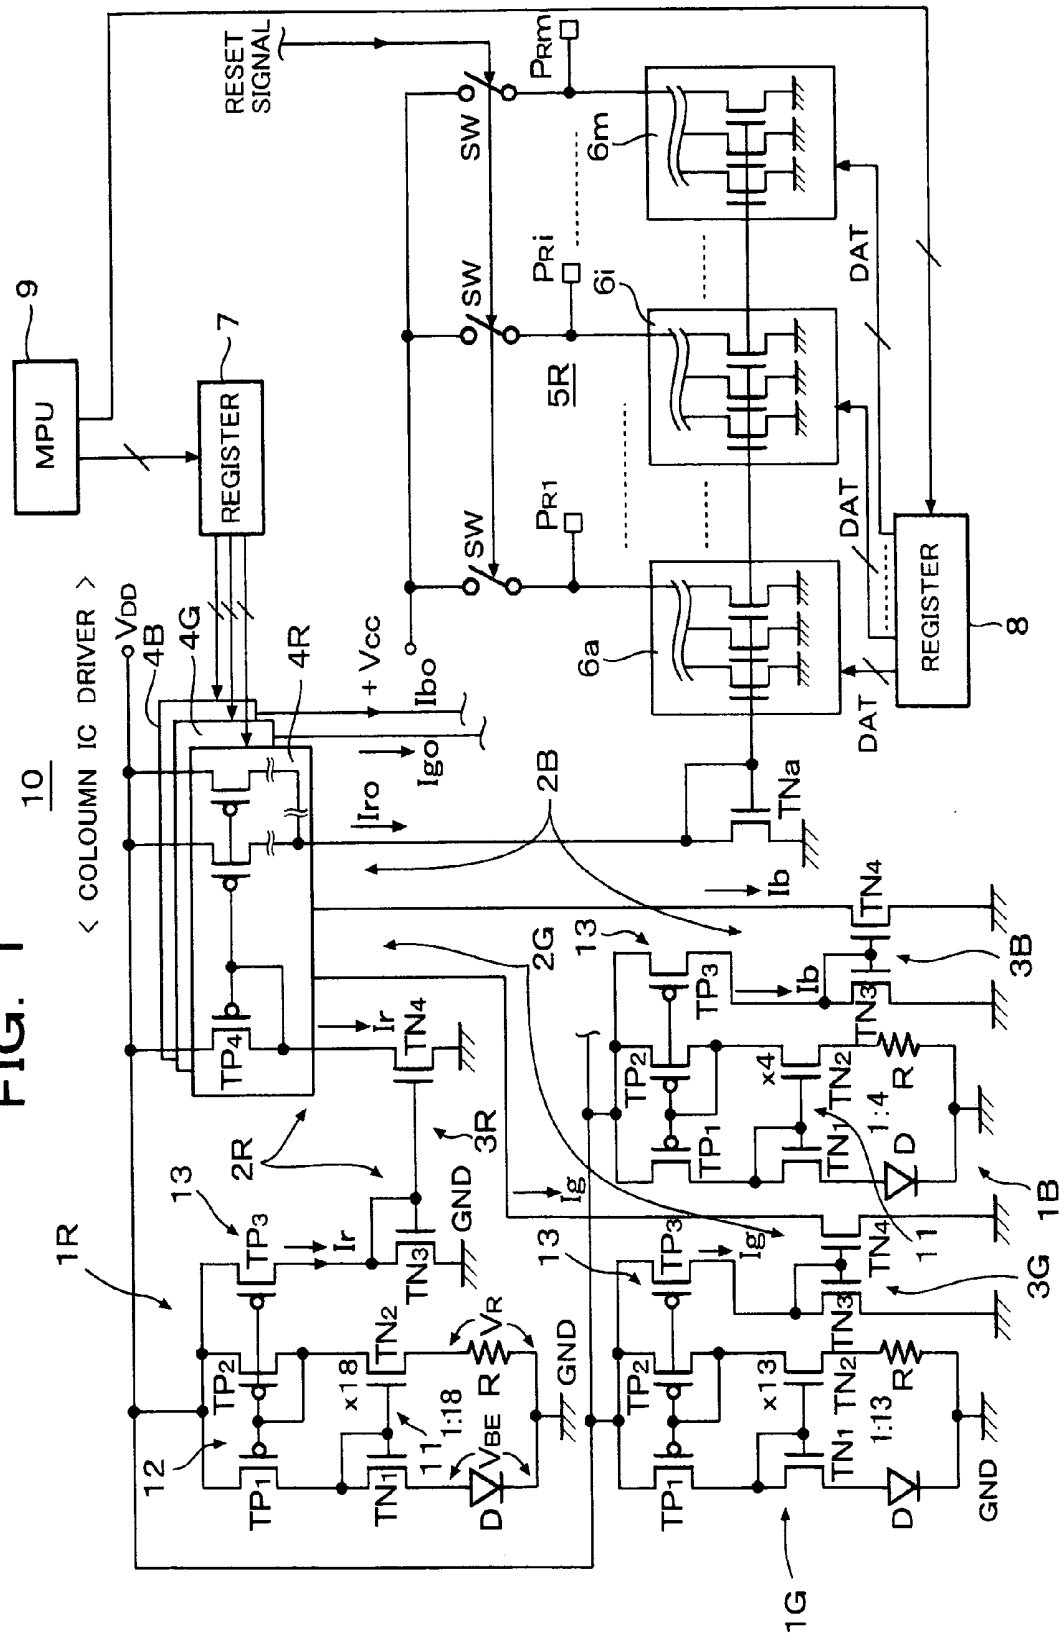 FIG. 1
10
< COLOUMN IC DRIVER >
MPU
9
REGISTER
7
VDD
4B
4G
4R
+Vcc
Ibo
Igo
Iro
RESET
SIGNAL
SW
SW
SW
PR1
PRi
PRm
5R
6a
6i
6m
DAT
DAT
DAT
REGISTER
8
TNa
1R
12
13
TP1
TP2
TP3
Ir
x18
TN1
TN2
11
1:18
VBE
VR
D
R
GND
TN3
GND
3R
2R
TP4
Ir
TN4
2G
2B
Ig
Ib
1G
13
TP1
TP2
TP3
Ig
x13
TN1
TN2
1:13
D
R
GND
TN3
TN4
3G
11
1B
13
TP1
TP2
TP3
Ib
x4
TN1
TN2
1:4
D
R
TN3
TN4
3B